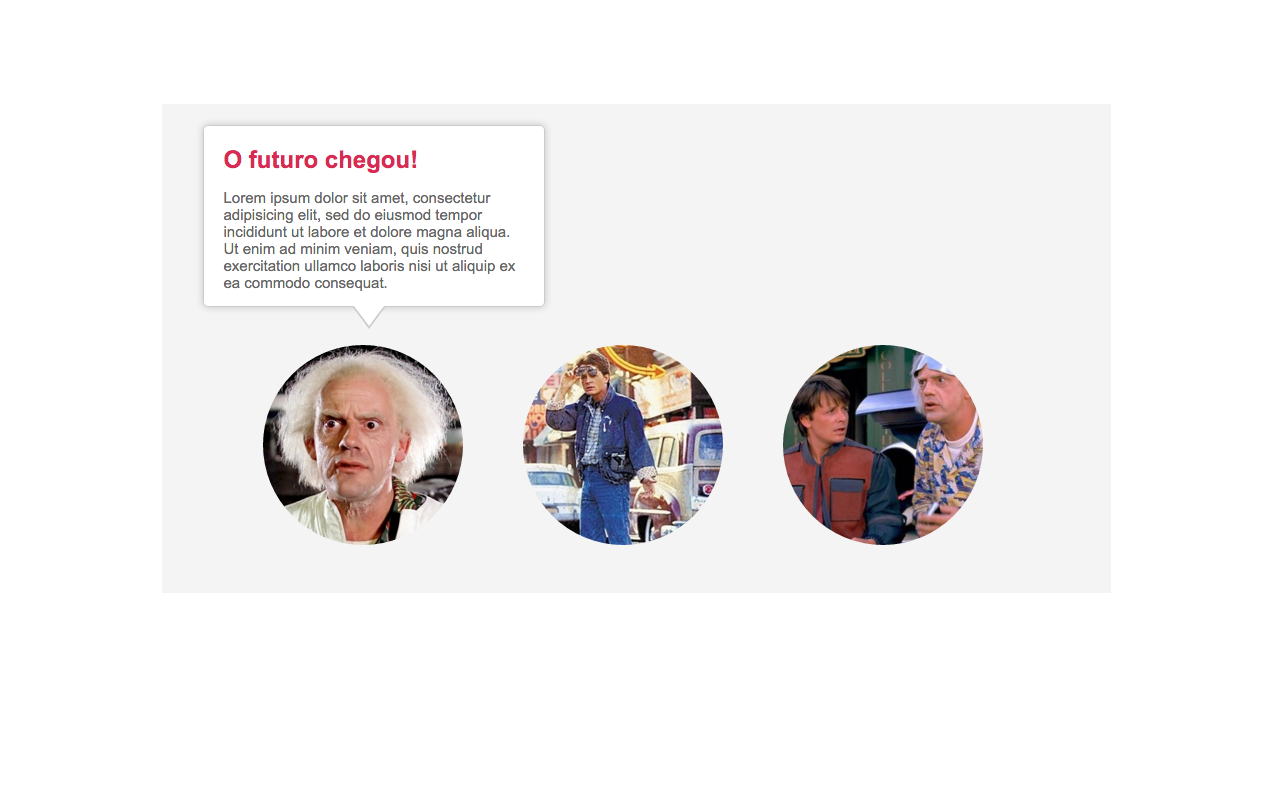 O futuro chegou!
Lorem ipsum dolor sit amet, consectetur
adipisicing elit, sed do eiusmod tempor
incididunt ut labore et dolore magna aliqua.
Ut enim ad minim veniam, quis nostrud
exercitation ullamco laboris nisi ut aliquip ex
ea commodo consequat.